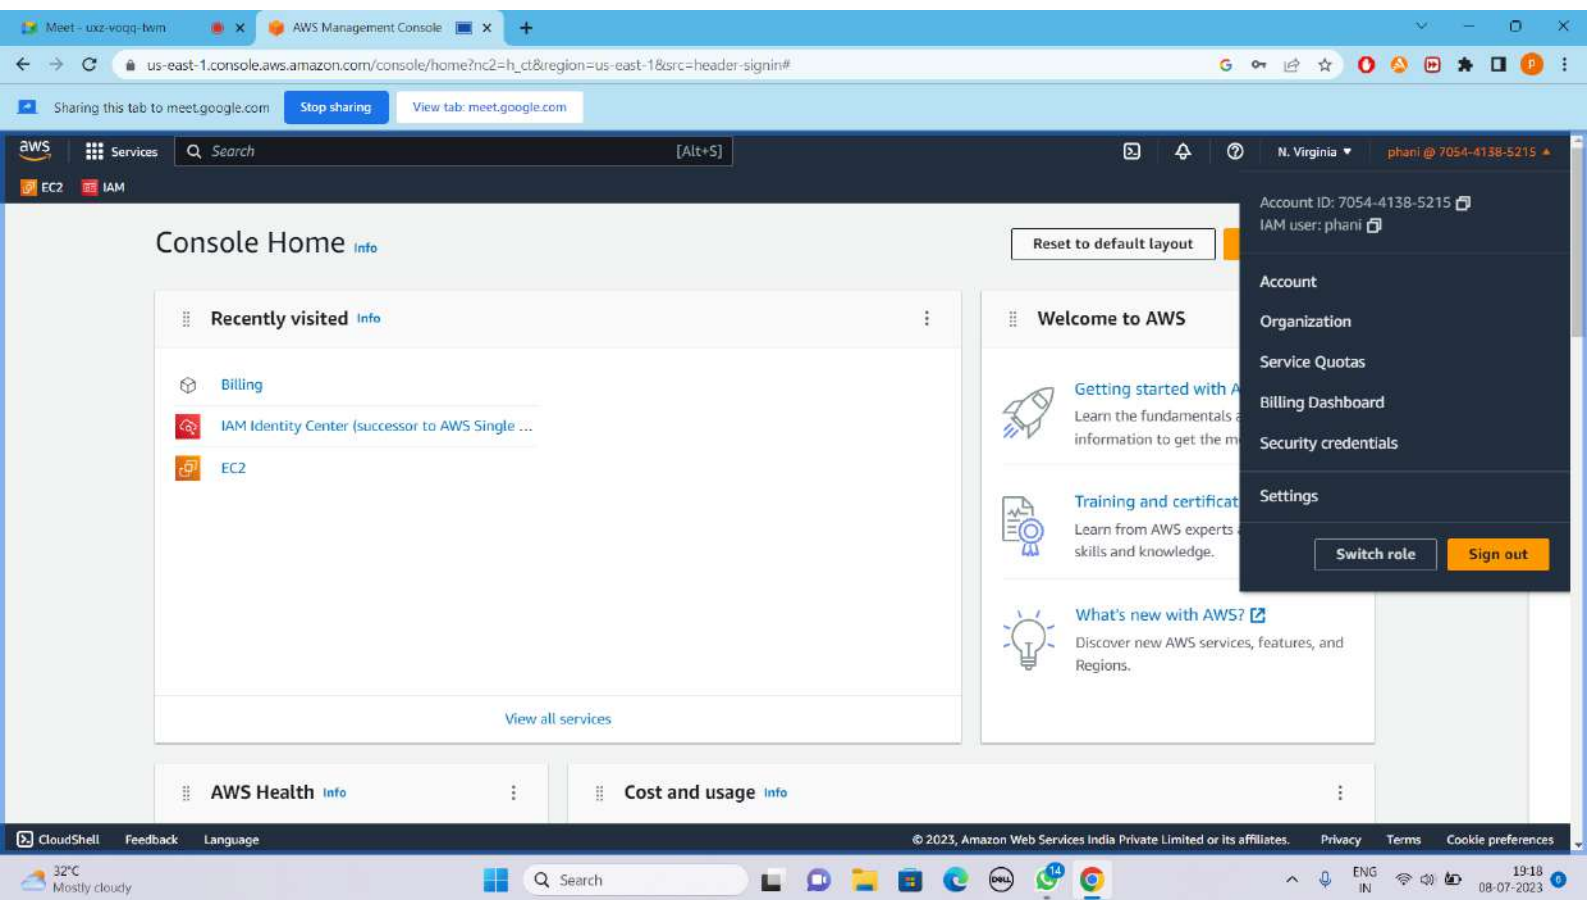 Meet - uxz-voqq-twm
AWS Management Console
us-east-1.console.aws.amazon.com/console/home?nc2=h_ct&region=us-east-1&src=header-signin#
Sharing this tab to meet.google.com
Stop sharing
View tab: meet.google.com
aws
Services
Search
[Alt+S]
N. Virginia
phani @ 7054-4138-5215
EC2
IAM
Account ID: 7054-4138-5215
IAM user: phani
Console Home Info
Reset to default layout
Account
Organization
Service Quotas
Billing Dashboard
Security credentials
Settings
Switch role
Sign out
Recently visited Info
Billing
IAM Identity Center (successor to AWS Single ...
EC2
View all services
Welcome to AWS
Getting started with A
Learn the fundamentals
information to get the m
Training and certificat
Learn from AWS experts
skills and knowledge.
What's new with AWS?
Discover new AWS services, features, and
Regions.
AWS Health Info
Cost and usage Info
CloudShell
Feedback
Language
© 2023, Amazon Web Services India Private Limited or its affiliates.
Privacy
Terms
Cookie preferences
32°C
Mostly cloudy
Search
DELL
14
ENG
IN
19:18
08-07-2023
6